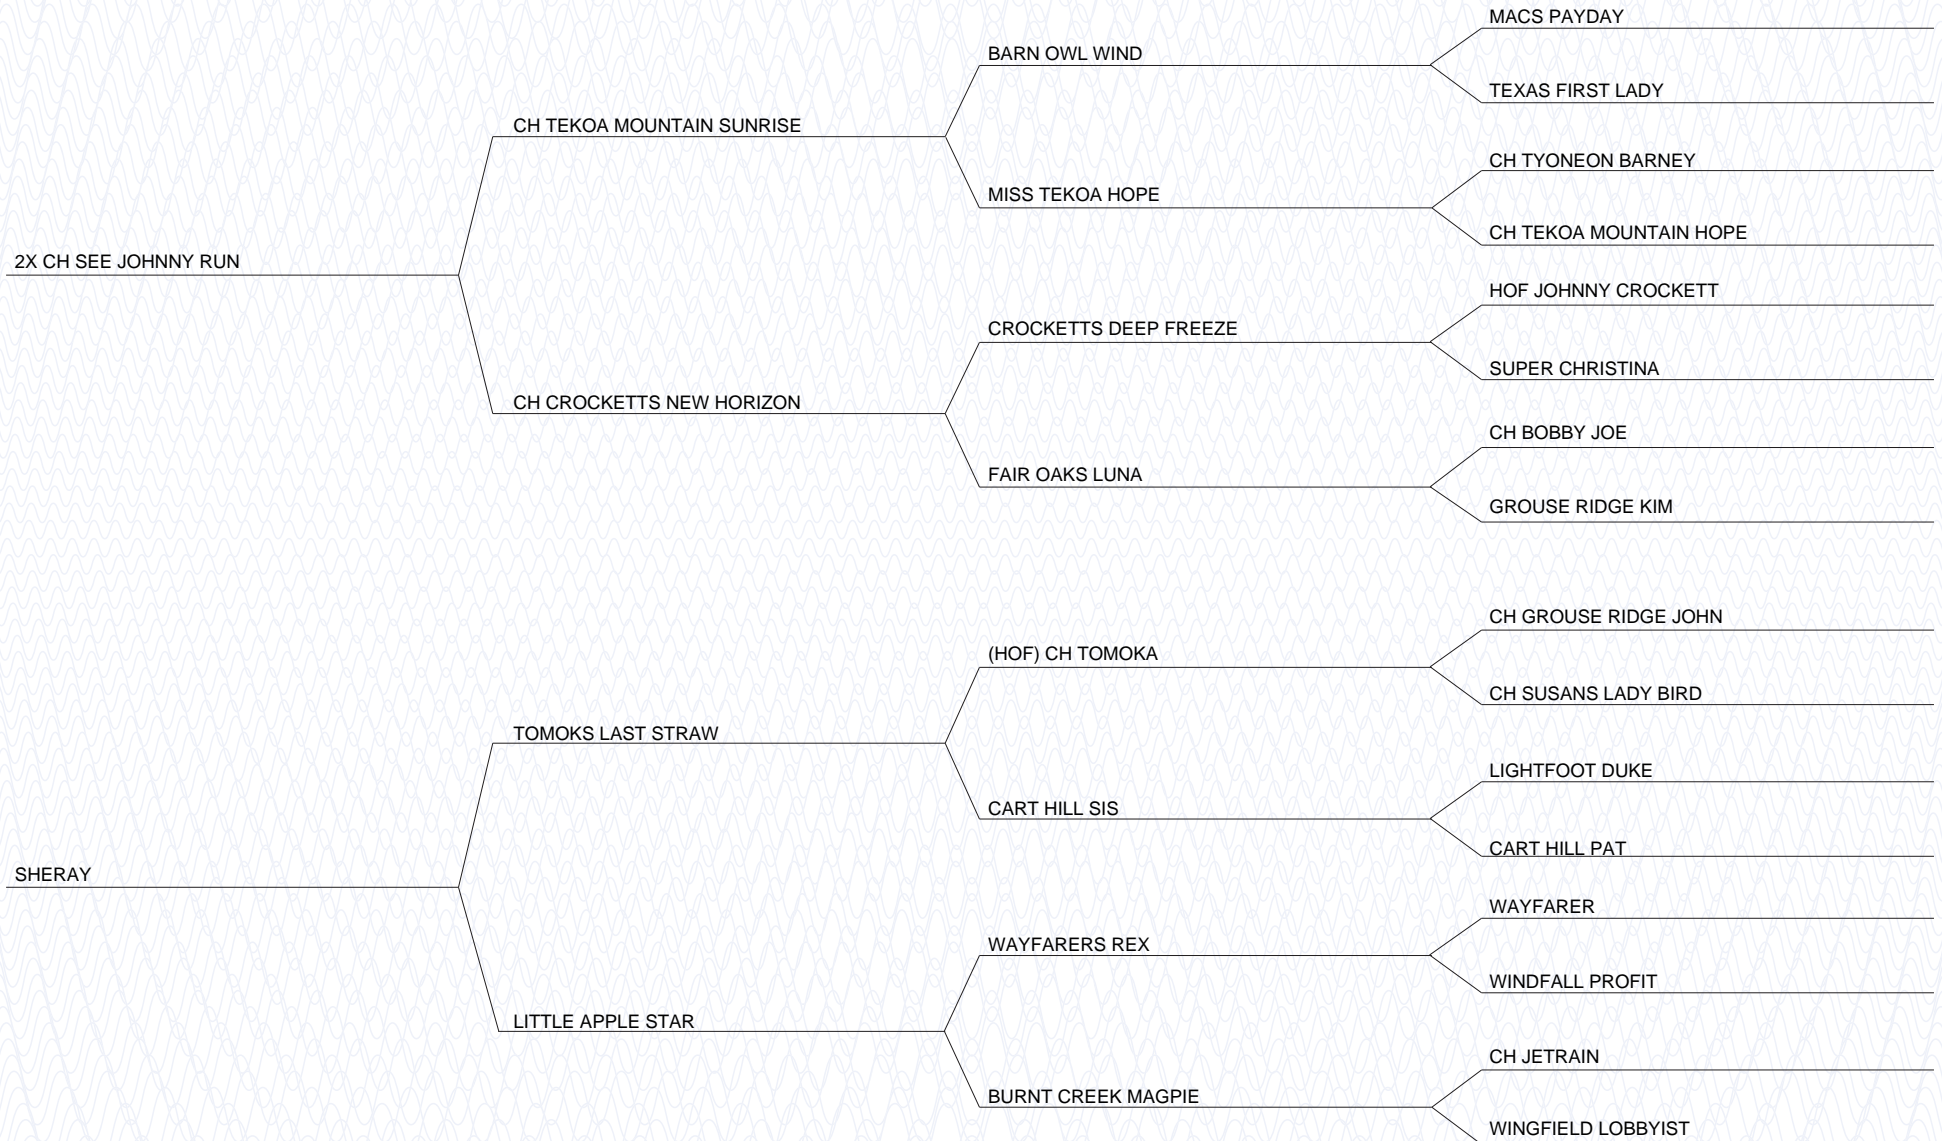 MACS PAYDAY
BARN OWL WIND
TEXAS FIRST LADY
CH TEKOA MOUNTAIN SUNRISE
CH TYONEON BARNEY
MISS TEKOA HOPE
CH TEKOA MOUNTAIN HOPE
2X CH SEE JOHNNY RUN
HOF JOHNNY CROCKETT
CROCKETTS DEEP FREEZE
SUPER CHRISTINA
CH CROCKETTS NEW HORIZON
CH BOBBY JOE
FAIR OAKS LUNA
GROUSE RIDGE KIM
CH GROUSE RIDGE JOHN
(HOF) CH TOMOKA
CH SUSANS LADY BIRD
TOMOKS LAST STRAW
LIGHTFOOT DUKE
CART HILL SIS
CART HILL PAT
SHERAY
WAYFARER
WAYFARERS REX
WINDFALL PROFIT
LITTLE APPLE STAR
CH JETRAIN
BURNT CREEK MAGPIE
WINGFIELD LOBBYIST